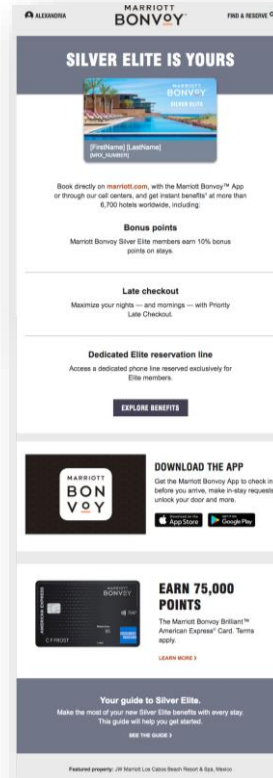 ALEXANDRIA
MARRIOTT
BONVOY™
FIND & RESERVE
SILVER ELITE IS YOURS
MARRIOTT
BONVOY
SILVER ELITE
[FirstName] [LastName]
[MRX_NUMBER]
Book directly on marriott.com, with the Marriott Bonvoy™ App
or through our call centers, and get instant benefits* at more than
6,700 hotels worldwide, including:
Bonus points
Marriott Bonvoy Silver Elite members earn 10% bonus
points on stays.
Late checkout
Maximize your nights — and mornings — with Priority
Late Checkout.
Dedicated Elite reservation line
Access a dedicated phone line reserved exclusively for
Elite members.
EXPLORE BENEFITS
MARRIOTT
BON
VOY
DOWNLOAD THE APP
Get the Marriott Bonvoy App to check in
before you arrive, make in-stay requests
unlock your door and more.
Download on the
App Store
Google Play
AMERICAN EXPRESS
MARRIOTT
BONVOY
C F FROST
EARN 75,000
POINTS
The Marriott Bonvoy Brilliant™
American Express® Card. Terms
apply.
LEARN MORE >
Your guide to Silver Elite.
Make the most of your new Silver Elite benefits with every stay.
This guide will help you get started.
SEE THE GUIDE >
Featured property: JW Marriott Los Cabos Beach Resort & Spa, Mexico